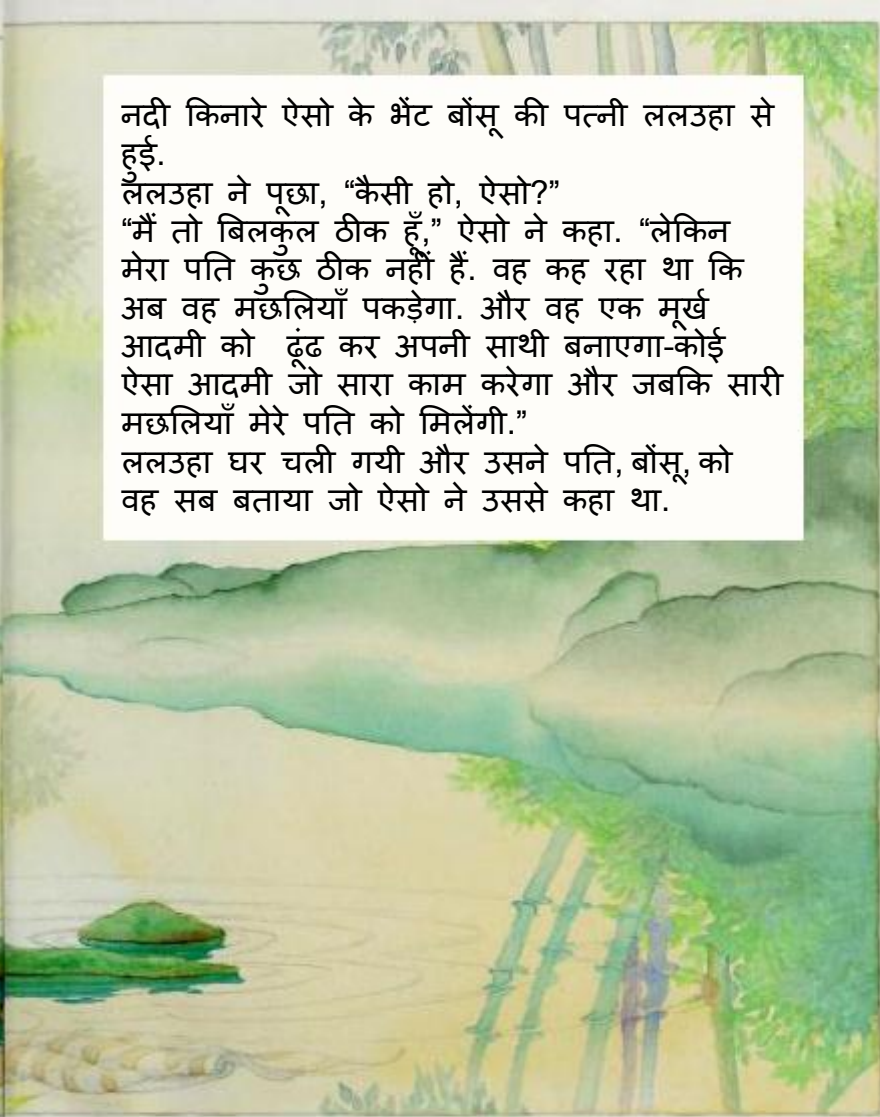 नदी किनारे ऐसो के भेंट बोंसू की पत्नी ललउहा से
हुई.
ललउहा ने पूछा, “कैसी हो, ऐसो?”
“मैं तो बिलकुल ठीक हूँ,” ऐसो ने कहा. “लेकिन
मेरा पति कुछ ठीक नहीं हैं. वह कह रहा था कि
अब वह मछलियाँ पकड़ेगा. और वह एक मूर्ख
आदमी को ढूंढ कर अपनी साथी बनाएगा-कोई
ऐसा आदमी जो सारा काम करेगा और जबकि सारी
मछलियाँ मेरे पति को मिलेंगी.”
ललउहा घर चली गयी और उसने पति, बोंसू, को
वह सब बताया जो ऐसो ने उससे कहा था.